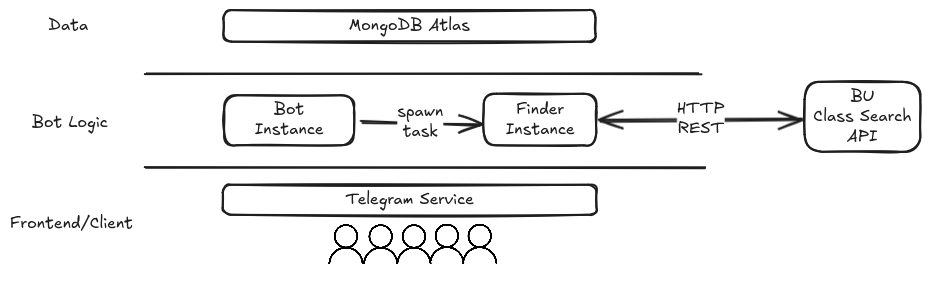 Data
MongoDB Atlas
Bot Logic
Bot
Instance
spawn
task
Finder
Instance
HTTP
REST
BU
Class Search
API
Frontend/Client
Telegram Service